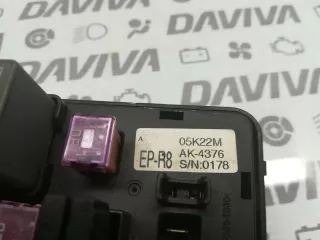 DAVIVA DAVIVA
A 05K22M
EP-R8 AK-4376
S/N:0178
DAVIVA